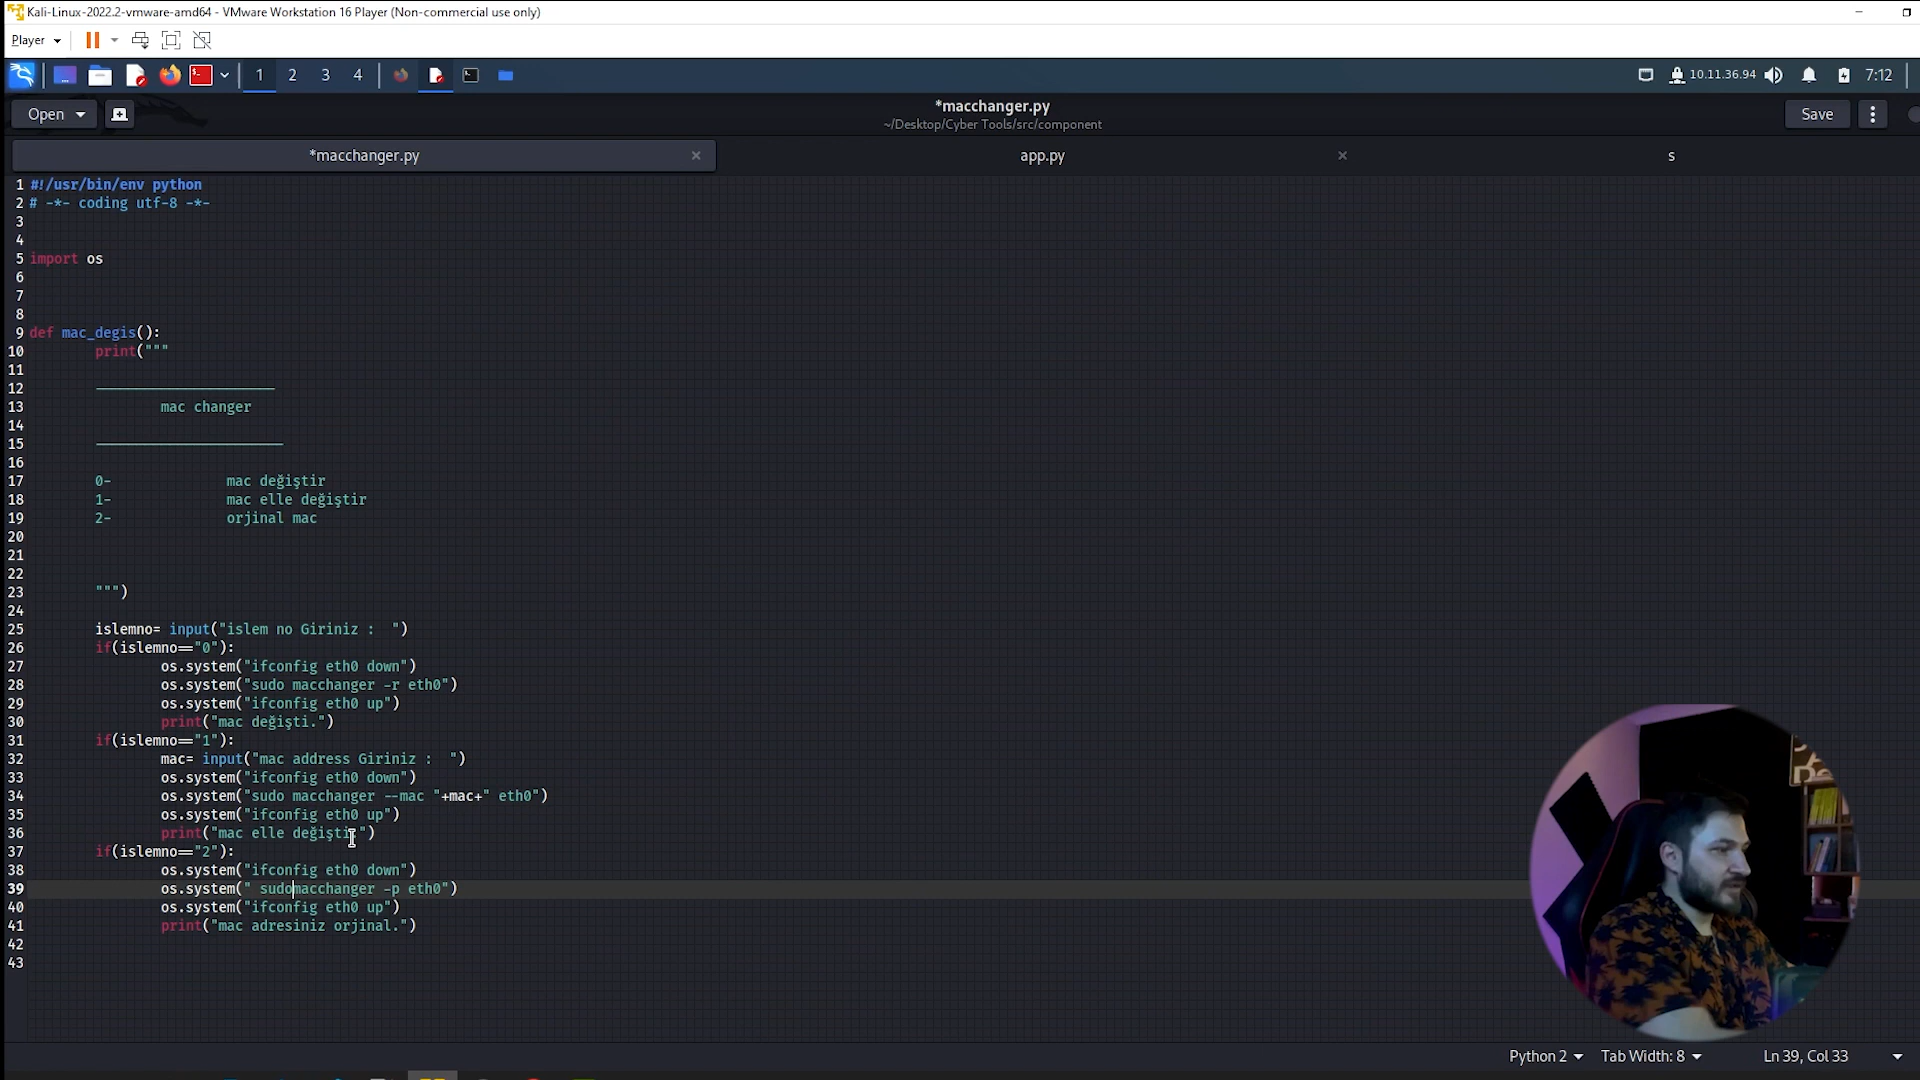 Kali-Linux-2022.2-vmware-amd64 - VMware Workstation 16 Player (Non-commercial use only)
Player
1 2 3 4
10.11.36.94
7:12
Open
*macchanger.py
~/Desktop/Cyber Tools/src/component
Save
*macchanger.py
app.py
s
1 #!/usr/bin/env python
2 # -*- coding utf-8 -*-
3
4
5 import os
6
7
8
9 def mac_degis():
10 print("""
11
12
13 mac changer
14
15
16
17 0- mac değiştir
18 1- mac elle değiştir
19 2- orjinal mac
20
21
22
23 """)
24
25 islemno= input("islem no Giriniz :  ")
26 if(islemno=="0"):
27 os.system("ifconfig eth0 down")
28 os.system("sudo macchanger -r eth0")
29 os.system("ifconfig eth0 up")
30 print("mac değişti.")
31 if(islemno=="1"):
32 mac= input("mac address Giriniz :  ")
33 os.system("ifconfig eth0 down")
34 os.system("sudo macchanger --mac "+mac+" eth0")
35 os.system("ifconfig eth0 up")
36 print("mac elle değişti.")
37 if(islemno=="2"):
38 os.system("ifconfig eth0 down")
39 os.system(" sudomacchanger -p eth0")
40 os.system("ifconfig eth0 up")
41 print("mac adresiniz orjinal.")
42
43
Python 2
Tab Width: 8
Ln 39, Col 33